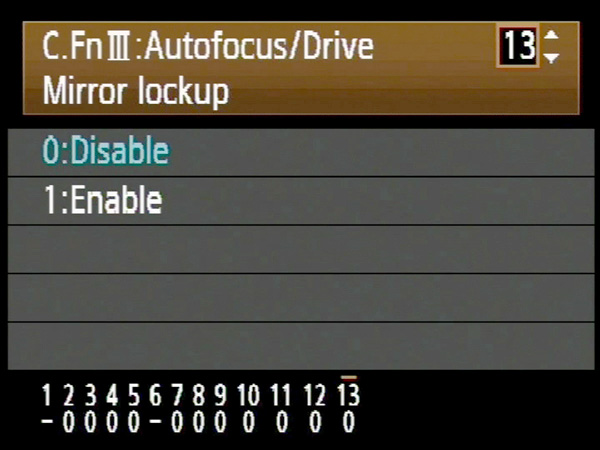 C.Fn III :Autofocus/Drive 13
Mirror lockup
0:Disable
1:Enable
1 2 3 4 5 6 7 8 9 10 11 12 13
- 0 0 0 0 - 0 0 0 0 0 0 0